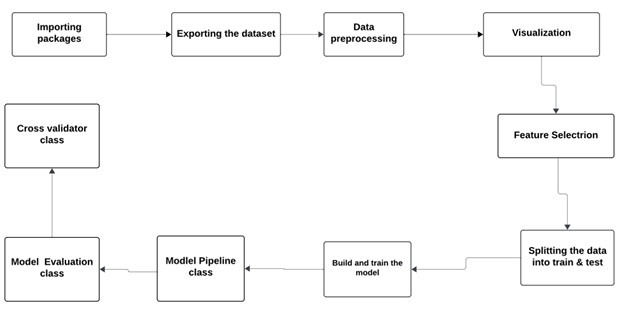 Importing
packages
Exporting the dataset
Data
preprocessing
Visualization
Feature Selectrion
Splitting the data
into train & test
Build and train the
model
Modlel Pipeline
class
Model  Evaluation
class
Cross validator
class